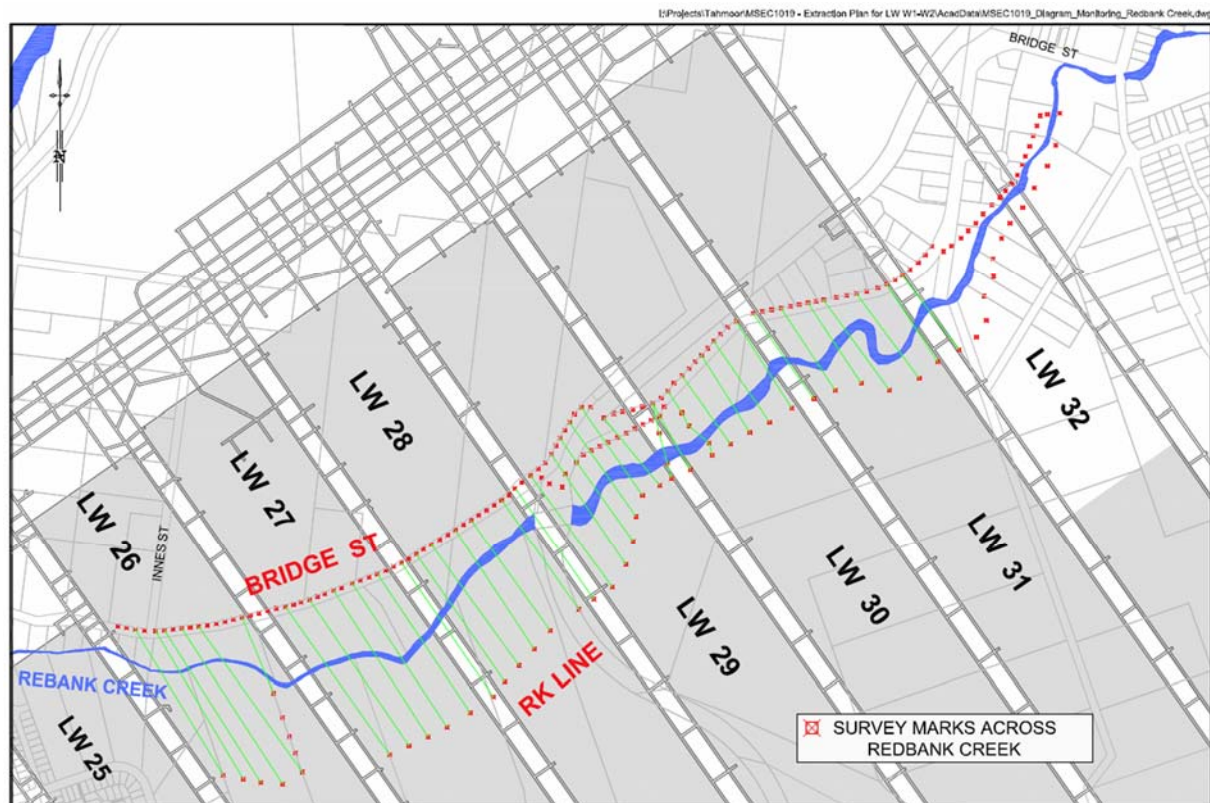 I:\Projects\Tahmoor\MSEC1019 - Extraction Plan for LW W1-W2\AcadData\MSEC1019_Diagram_Monitoring_Redbank_Creek.dwg
BRIDGE ST
N
LW 32
LW 28
LW 27
LW 26
INNES ST
BRIDGE ST
LW 31
LW 30
LW 29
RK LINE
REBANK CREEK
LW 25
SURVEY MARKS ACROSS
REDBANK CREEK